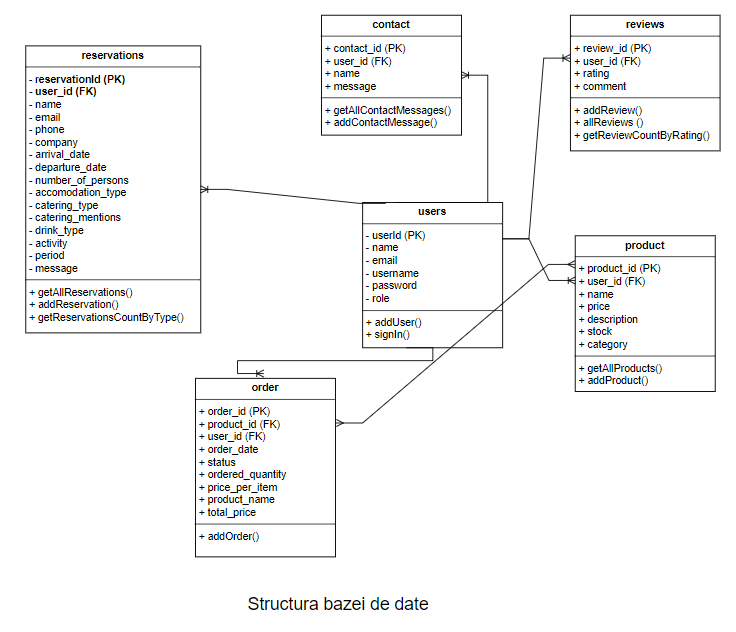 contact
+ contact_id (PK)
+ user_id (FK)
+ name
+ message
+ getAllContactMessages()
+ addContactMessage()
reviews
+ review_id (PK)
+ user_id (FK)
+ rating
+ comment
+ addReview()
+ allReviews ()
+ getReviewCountByRating()
reservations
- reservationId (PK)
- user_id (FK)
- name
- email
- phone
- company
- arrival_date
- departure_date
- number_of_persons
- accomodation_type
- catering_type
- catering_mentions
- drink_type
- activity
- period
- message
+ getAllReservations()
+ addReservation()
+ getReservationsCountByType()
users
- userId (PK)
- name
- email
- username
- password
- role
+ addUser()
+ signIn()
product
+ product_id (PK)
+ user_id (FK)
+ name
+ price
+ description
+ stock
+ category
+ getAllProducts()
+ addProduct()
order
+ order_id (PK)
+ product_id (FK)
+ user_id (FK)
+ order_date
+ status
+ ordered_quantity
+ price_per_item
+ product_name
+ total_price
+ addOrder()
Structura bazei de date